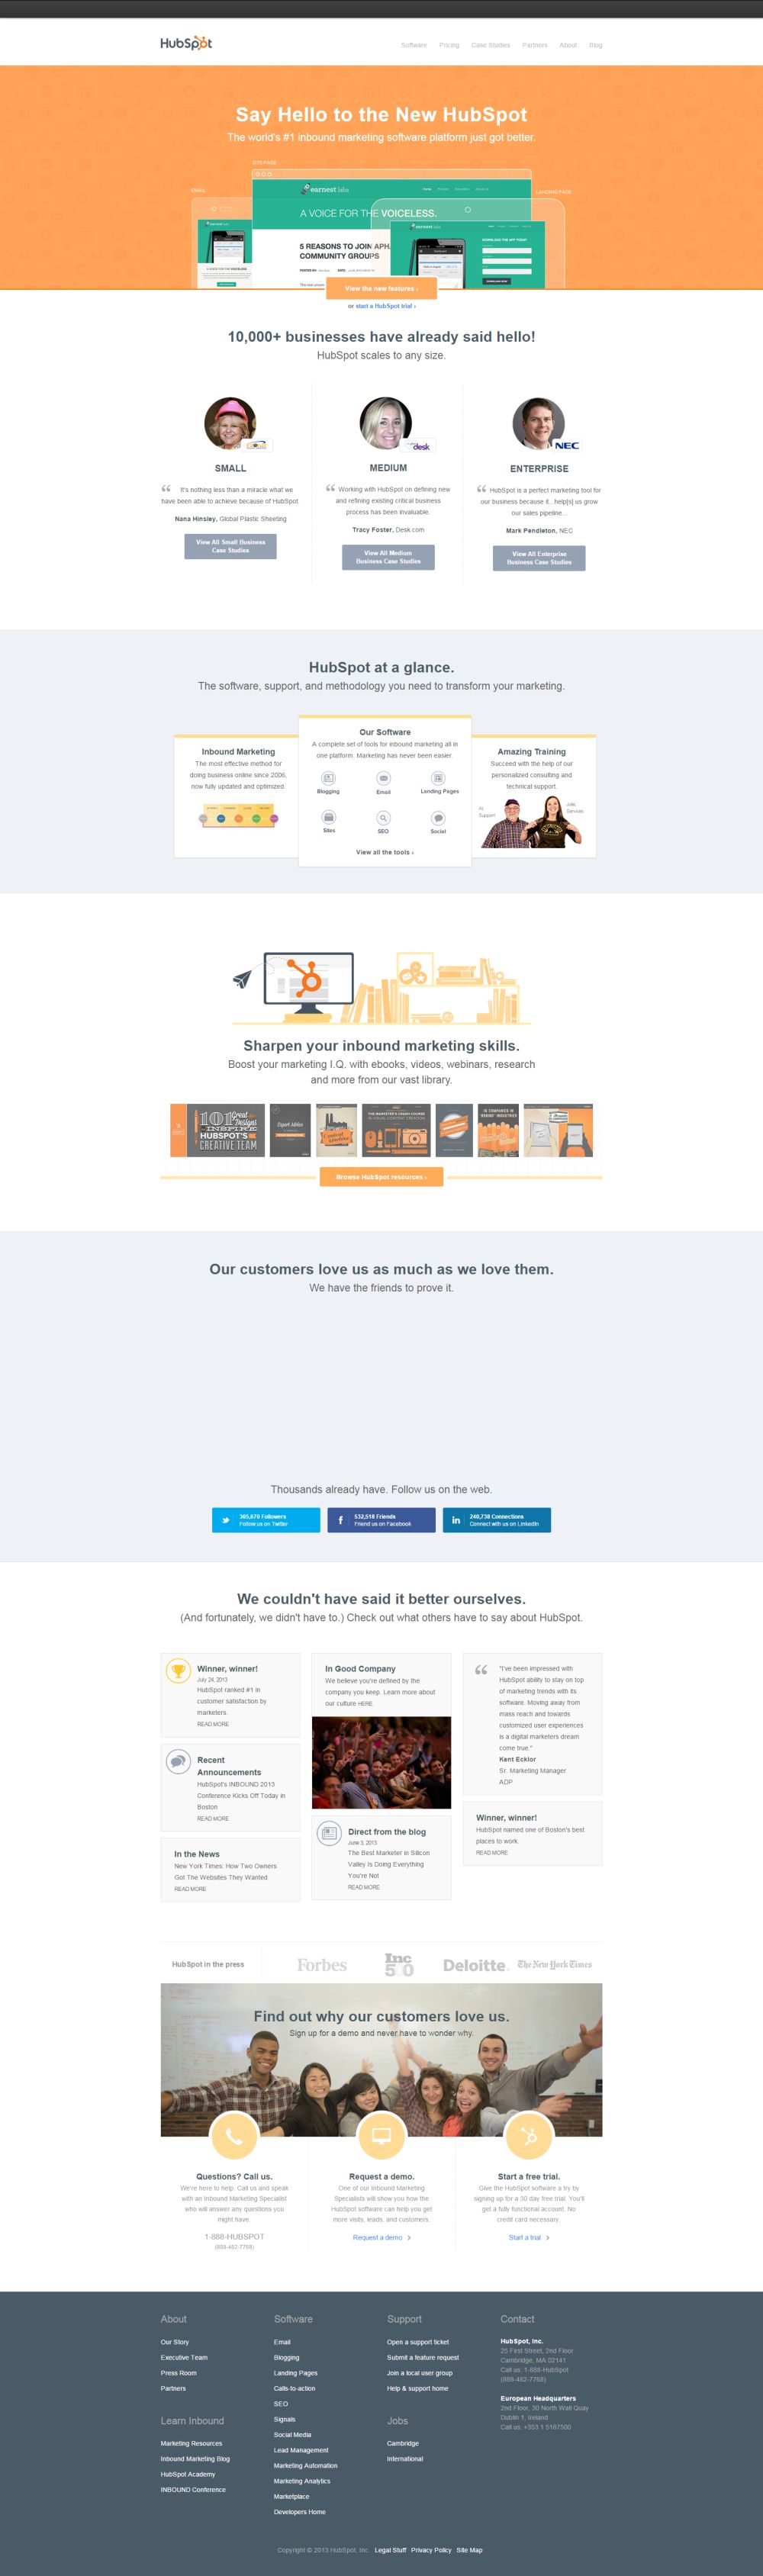 HubSpot
Software Pricing Case Studies Partners About Blog
Say Hello to the New HubSpot
The world's #1 inbound marketing software platform just got better.
SITE PAGE
EMAIL
LANDING PAGE
earnest labs
A VOICE FOR THE VOICELESS.
5 REASONS TO JOIN APH
COMMUNITY GROUPS
DOWNLOAD THE APP TODAY
View the new features ›
or start a HubSpot trial ›
10,000+ businesses have already said hello!
HubSpot scales to any size.
desk
NEC
SMALL
“ It's nothing less than a miracle what we
have been able to achieve because of HubSpot.
Nana Hinsley, Global Plastic Sheeting
View All Small Business
Case Studies
MEDIUM
“ Working with HubSpot on defining new
and refining existing critical business
process has been invaluable.
Tracy Foster, Desk.com
View All Medium
Business Case Studies
ENTERPRISE
“ HubSpot is a perfect marketing tool for
our business because it...help[s] us grow
our sales pipeline...
Mark Pendleton, NEC
View All Enterprise
Business Case Studies
HubSpot at a glance.
The software, support, and methodology you need to transform your marketing.
Inbound Marketing
The most effective method for
doing business online since 2006,
now fully updated and optimized.
Our Software
A complete set of tools for inbound marketing all in
one platform. Marketing has never been easier.
Blogging Email Landing Pages
Sites SEO Social
View all the tools ›
Amazing Training
Succeed with the help of our
personalized consulting and
technical support.
Al,
Support
Julie,
Services
Sharpen your inbound marketing skills.
Boost your marketing I.Q. with ebooks, videos, webinars, research
and more from our vast library.
101 Great
Designs
INSPIRE
HUBSPOT'S
CREATIVE TEAM
Expert Advice
THE MARKETER'S CRASH COURSE
IN VISUAL CONTENT CREATION
Browse HubSpot resources ›
Our customers love us as much as we love them.
We have the friends to prove it.
Thousands already have. Follow us on the web.
305,679 Followers
Follow us on Twitter
532,518 Friends
Friend us on Facebook
240,738 Connections
Connect with us on LinkedIn
We couldn't have said it better ourselves.
(And fortunately, we didn't have to.) Check out what others have to say about HubSpot.
Winner, winner!
July 24, 2013
HubSpot ranked #1 in
customer satisfaction by
marketers.
READ MORE
Recent
Announcements
HubSpot's INBOUND 2013
Conference Kicks Off Today in
Boston
READ MORE
In the News
New York Times: How Two Owners
Got The Websites They Wanted
READ MORE
In Good Company
We believe you're defined by the
company you keep. Learn more about
our culture HERE.
Direct from the blog
June 3, 2013
The Best Marketer in Silicon
Valley Is Doing Everything
You're Not
READ MORE
“ "I've been impressed with
HubSpot ability to stay on top
of marketing trends with its
software. Moving away from
mass reach and towards
customized user experiences
is a digital marketers dream
come true."
Kent Ecklor
Sr. Marketing Manager
ADP
Winner, winner!
HubSpot named one of Boston's best
places to work.
READ MORE
HubSpot in the press
Forbes
Inc
500
Deloitte.
The New York Times
Find out why our customers love us.
Sign up for a demo and never have to wonder why.
Questions? Call us.
We're here to help. Call us and speak
with an Inbound Marketing Specialist
who will answer any questions you
might have.
1-888-HUBSPOT
(888-482-7768)
Request a demo.
One of our Inbound Marketing
Specialists will show you how the
HubSpot software can help you get
more visits, leads, and customers.
Request a demo >
Start a free trial.
Give the HubSpot software a try by
signing up for a 30 day free trial. You'll
get a fully functional account. No
credit card necessary.
Start a trial >
About
Our Story
Executive Team
Press Room
Partners
Learn Inbound
Marketing Resources
Inbound Marketing Blog
HubSpot Academy
INBOUND Conference
Software
Email
Blogging
Landing Pages
Calls-to-action
SEO
Signals
Social Media
Lead Management
Marketing Automation
Marketing Analytics
Marketplace
Developers Home
Support
Open a support ticket
Submit a feature request
Join a local user group
Help & support home
Jobs
Cambridge
International
Contact
HubSpot, Inc.
25 First Street, 2nd Floor
Cambridge, MA 02141
Call us: 1-888-HubSpot
(888-482-7768)
European Headquarters
2nd Floor, 30 North Wall Quay
Dublin 1, Ireland
Call us: +353 1 5187500
Copyright © 2013 HubSpot, Inc. Legal Stuff Privacy Policy Site Map